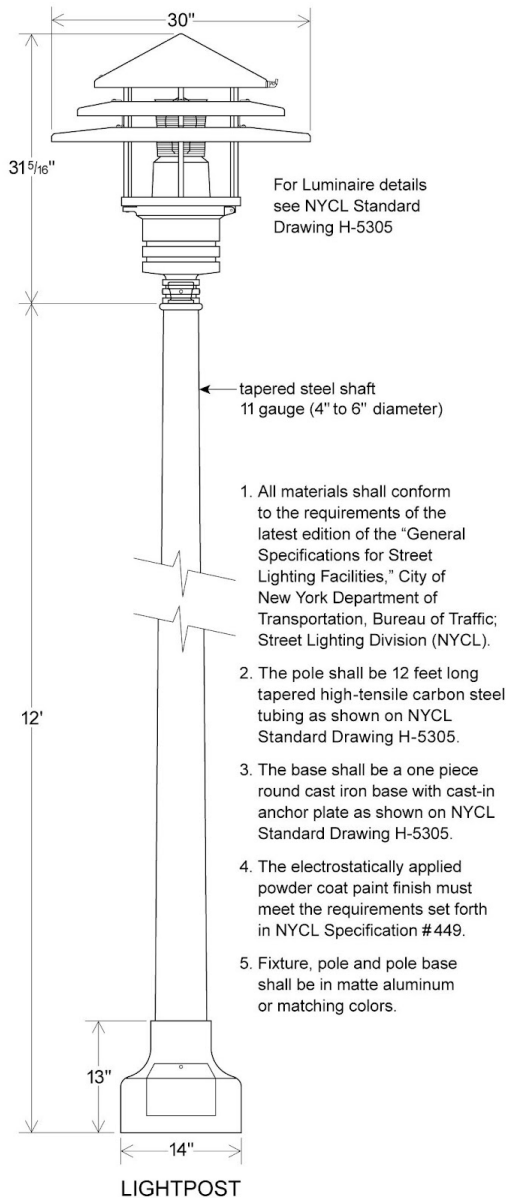 30"
31 5/16"
For Luminaire details
see NYCL Standard
Drawing H-5305
tapered steel shaft
11 gauge (4" to 6" diameter)
1. All materials shall conform
to the requirements of the
latest edition of the “General
Specifications for Street
Lighting Facilities,” City of
New York Department of
Transportation, Bureau of Traffic;
Street Lighting Division (NYCL).
2. The pole shall be 12 feet long
tapered high-tensile carbon steel
tubing as shown on NYCL
Standard Drawing H-5305.
12'
3. The base shall be a one piece
round cast iron base with cast-in
anchor plate as shown on NYCL
Standard Drawing H-5305.
4. The electrostatically applied
powder coat paint finish must
meet the requirements set forth
in NYCL Specification #449.
5. Fixture, pole and pole base
shall be in matte aluminum
or matching colors.
13"
14"
LIGHTPOST